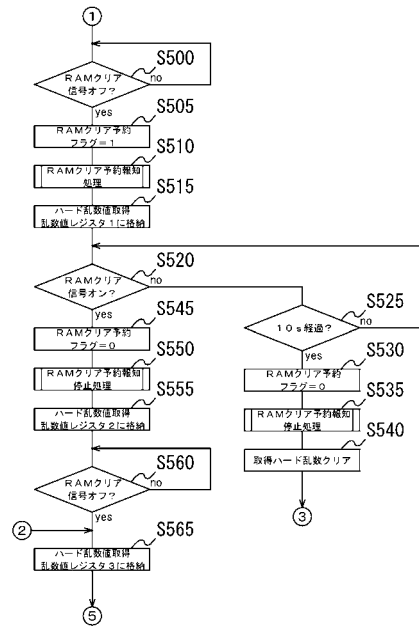 ①
S500
RAMクリア
信号オフ?
no
yes
S505
RAMクリア予約
フラグ=1
S510
RAMクリア予約報知
処理
S515
ハード乱数値取得
乱数値レジスタ1に格納
S520
RAMクリア
信号オン?
no
yes
S525
10s経過?
no
yes
S545
RAMクリア予約
フラグ=0
S530
RAMクリア予約
フラグ=0
S550
RAMクリア予約報知
停止処理
S535
RAMクリア予約報知
停止処理
S555
ハード乱数値取得
乱数値レジスタ2に格納
S540
取得ハード乱数クリア
③
S560
RAMクリア
信号オフ?
no
yes
②
S565
ハード乱数値取得
乱数値レジスタ3に格納
⑤